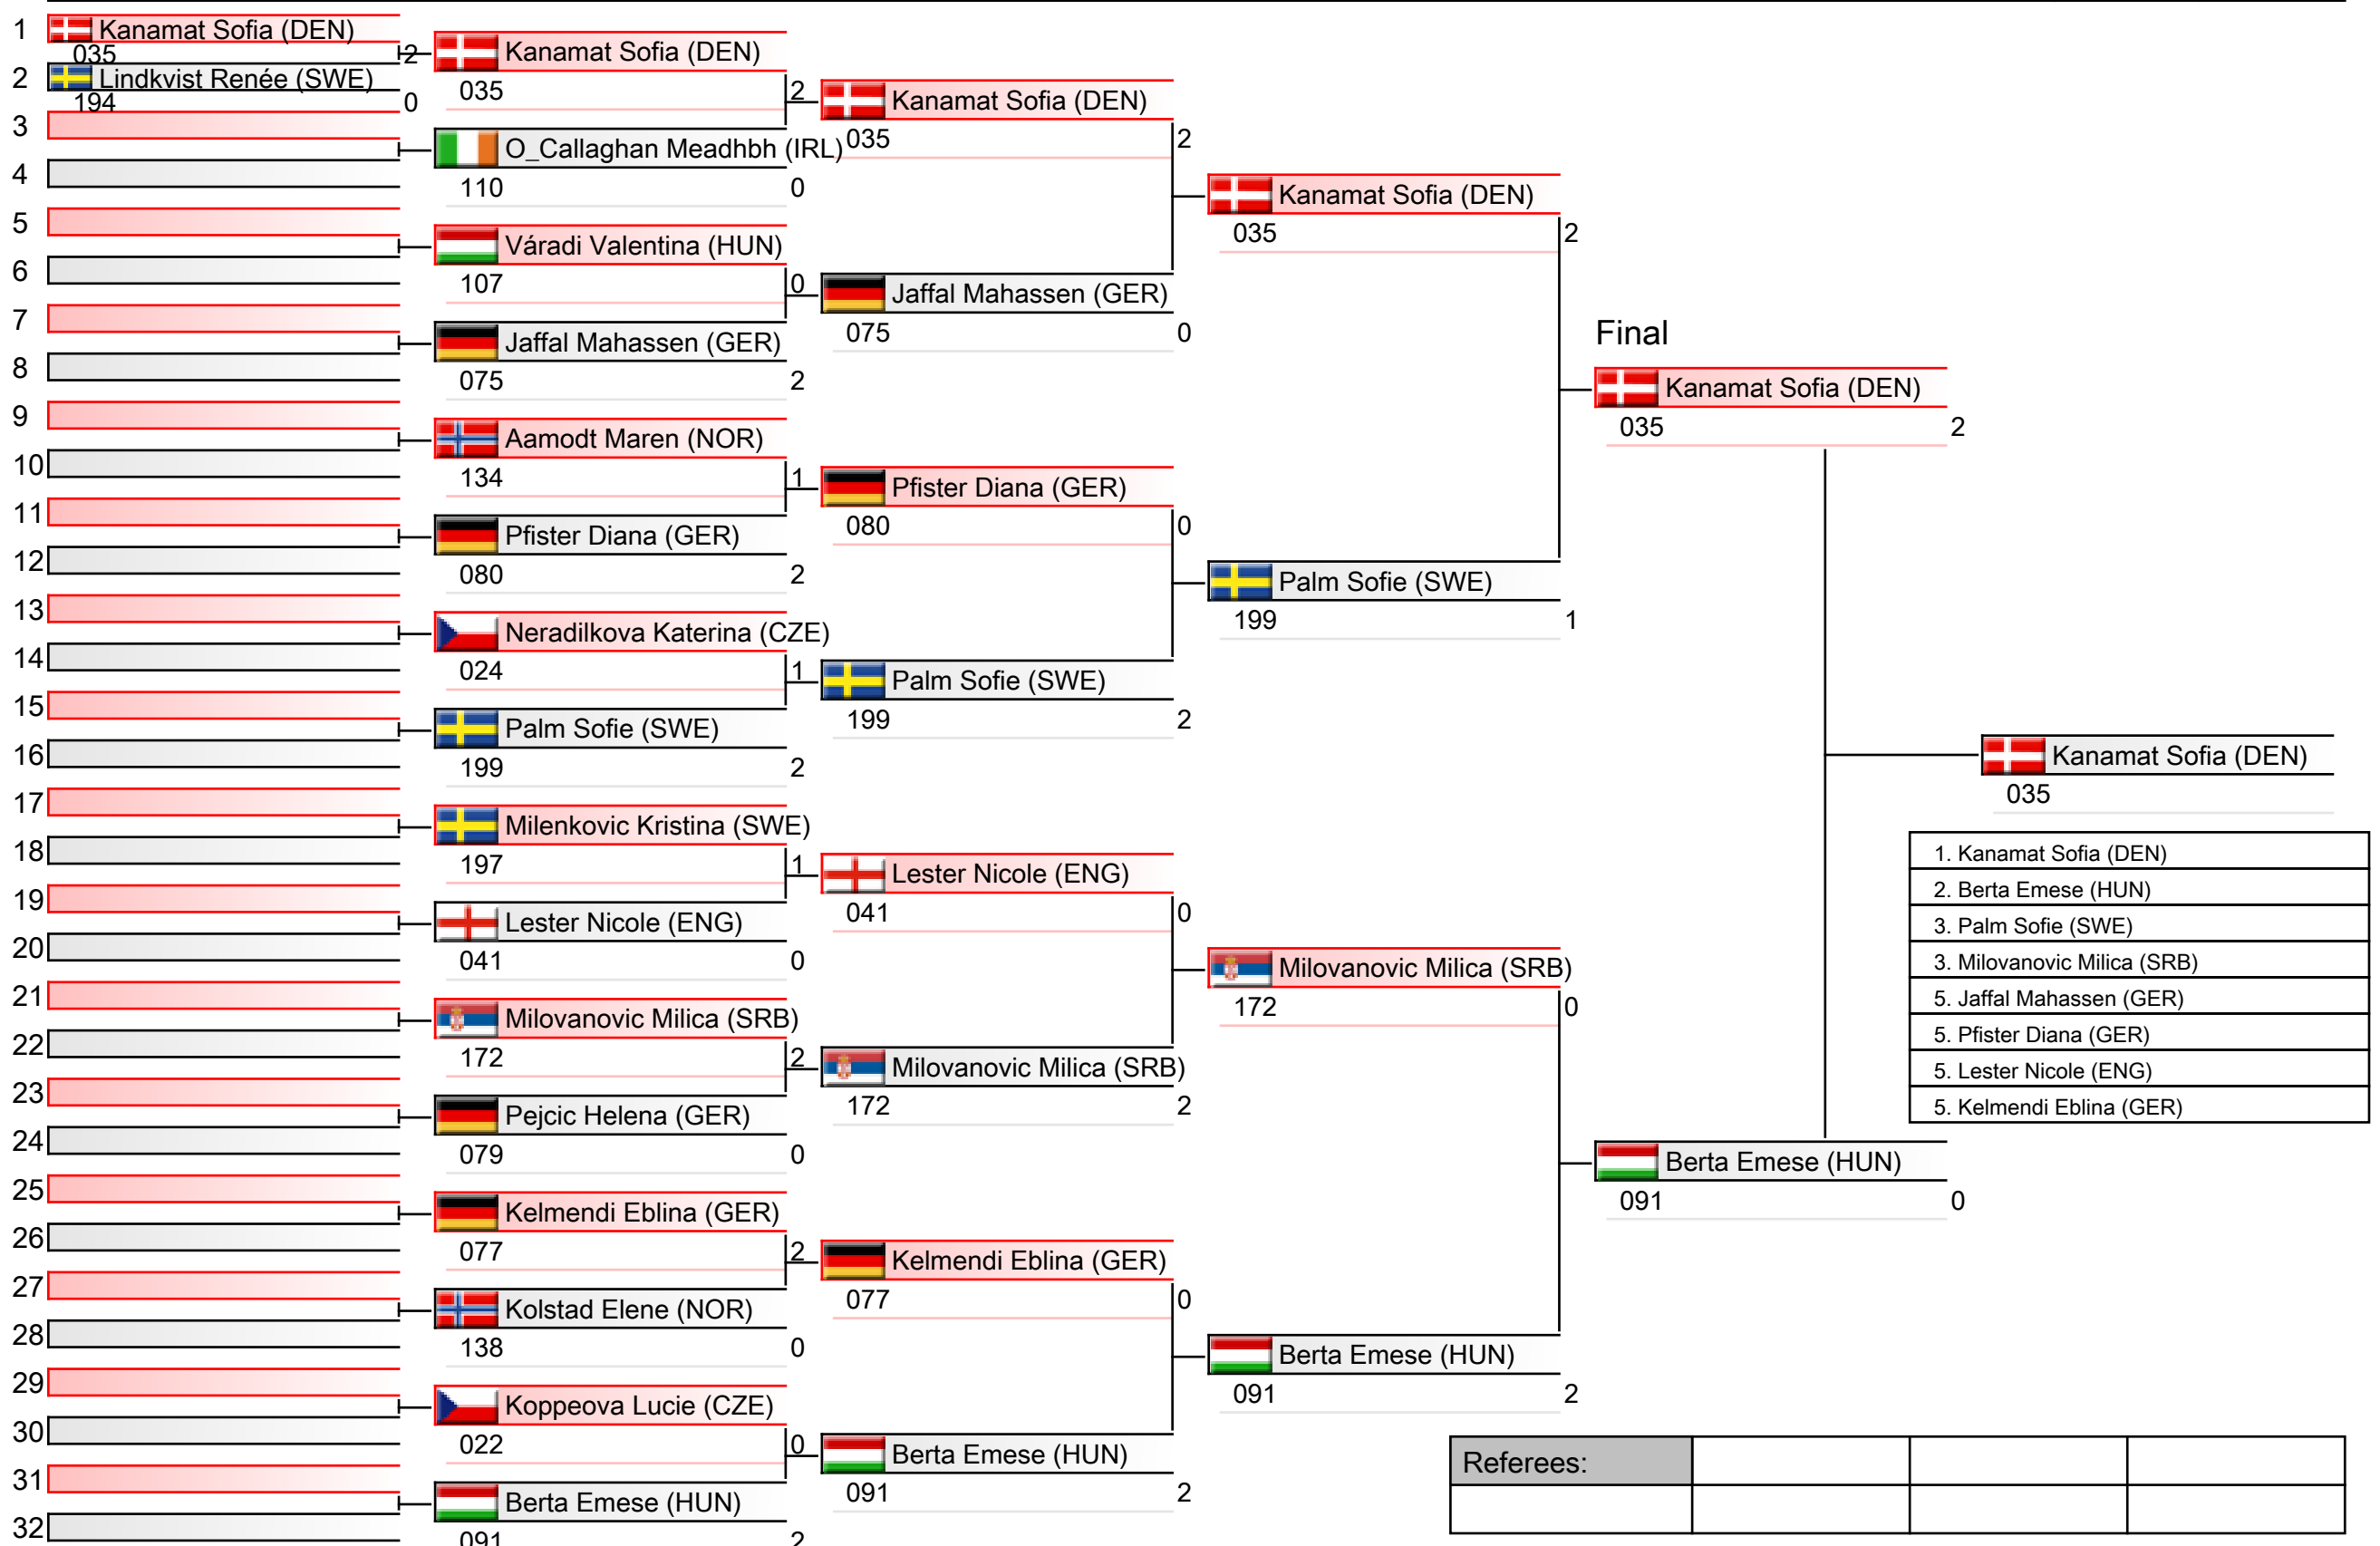 1 Kanamat Sofia (DEN)
035 2
2 Lindkvist Renée (SWE)
194 0
3
4
5
6
7
8
9
10
11
12
13
14
15
16
17
18
19
20
21
22
23
24
25
26
27
28
29
30
31
32
Kanamat Sofia (DEN)
035 2
O_Callaghan Meadhbh (IRL)
110 0
Váradi Valentina (HUN)
107 0
Jaffal Mahassen (GER)
075 2
Aamodt Maren (NOR)
134 1
Pfister Diana (GER)
080 2
Neradilkova Katerina (CZE)
024 1
Palm Sofie (SWE)
199 2
Milenkovic Kristina (SWE)
197 1
Lester Nicole (ENG)
041 0
Milovanovic Milica (SRB)
172 2
Pejcic Helena (GER)
079 0
Kelmendi Eblina (GER)
077 2
Kolstad Elene (NOR)
138 0
Koppeova Lucie (CZE)
022 0
Berta Emese (HUN)
091 2
Kanamat Sofia (DEN)
035 2
Jaffal Mahassen (GER)
075 0
Pfister Diana (GER)
080 0
Palm Sofie (SWE)
199 2
Lester Nicole (ENG)
041 0
Milovanovic Milica (SRB)
172 2
Kelmendi Eblina (GER)
077 0
Berta Emese (HUN)
091 2
Kanamat Sofia (DEN)
035 2
Palm Sofie (SWE)
199 1
Milovanovic Milica (SRB)
172 0
Berta Emese (HUN)
091 2
Final
Kanamat Sofia (DEN)
035 2
Berta Emese (HUN)
091 0
Kanamat Sofia (DEN)
035
1. Kanamat Sofia (DEN)
2. Berta Emese (HUN)
3. Palm Sofie (SWE)
3. Milovanovic Milica (SRB)
5. Jaffal Mahassen (GER)
5. Pfister Diana (GER)
5. Lester Nicole (ENG)
5. Kelmendi Eblina (GER)
Referees: